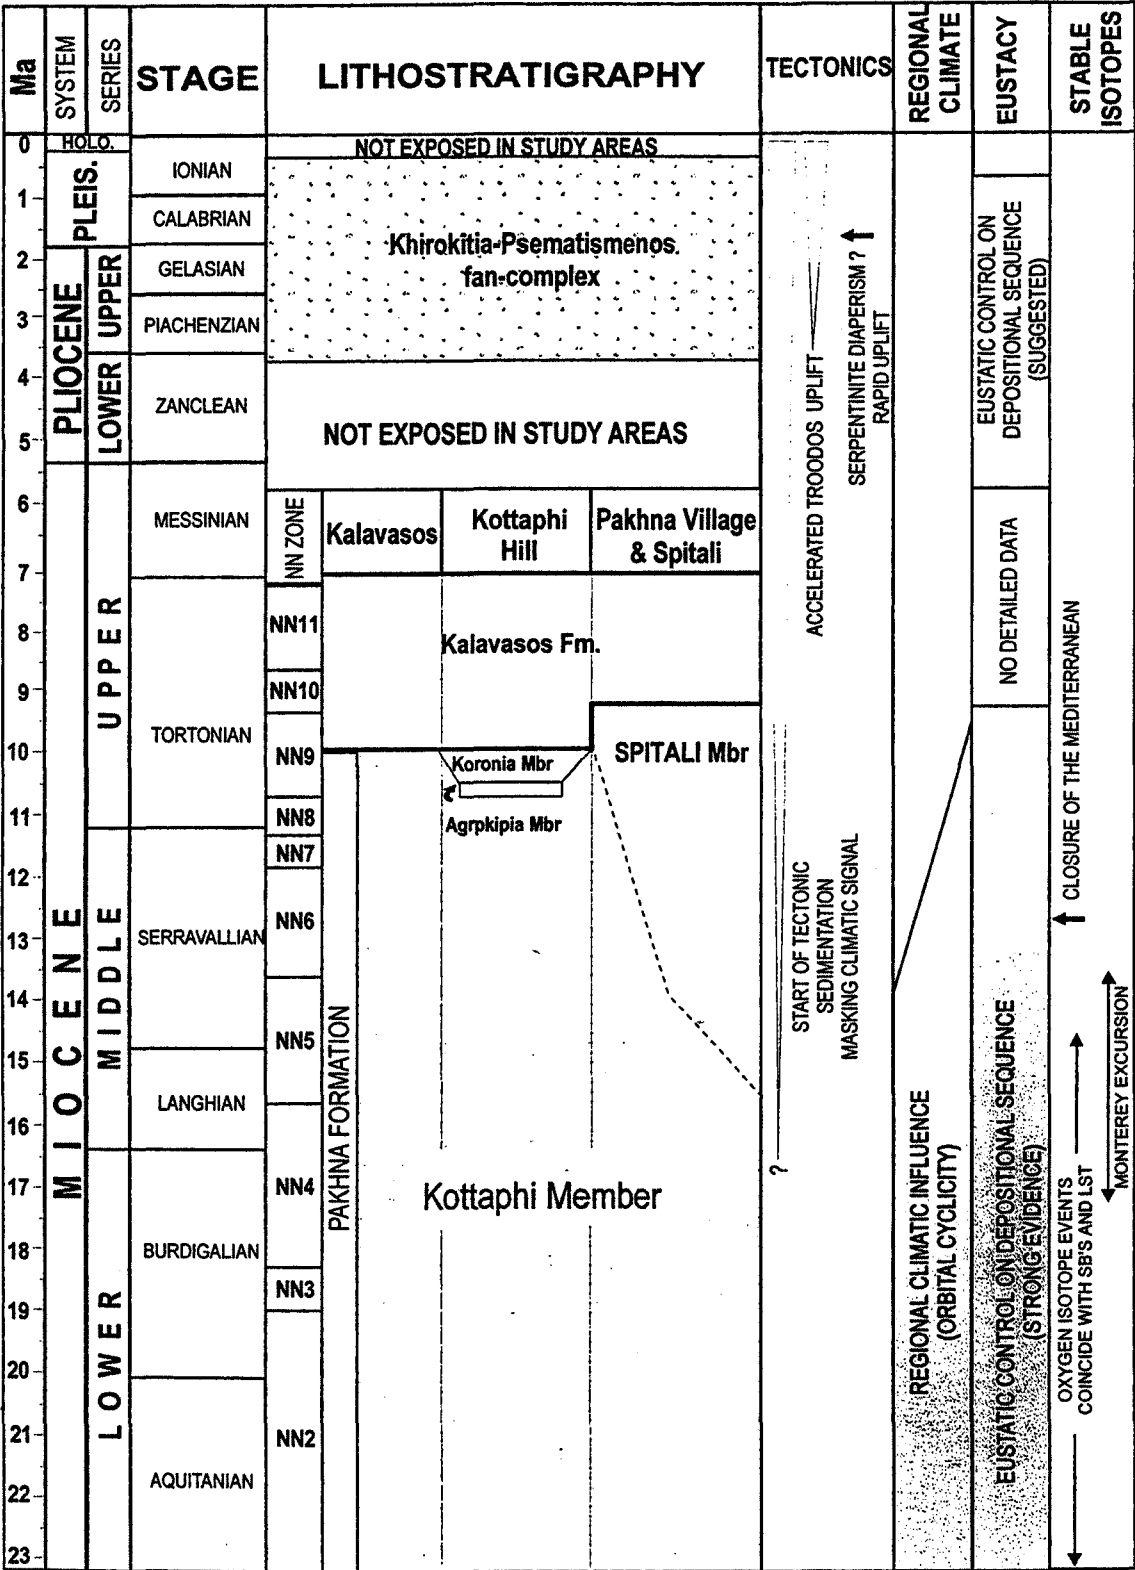 Ma
SYSTEM
SERIES
STAGE
LITHOSTRATIGRAPHY
TECTONICS
REGIONAL
CLIMATE
EUSTACY
STABLE
ISOTOPES
0
1
2
3
4
5
6
7
8
9
10
11
12
13
14
15
16
17
18
19
20
21
22
23
HOLO.
PLEIS.
PLIOCENE
MIOCENE
UPPER
LOWER
UPPER
MIDDLE
LOWER
IONIAN
CALABRIAN
GELASIAN
PIACHENZIAN
ZANCLEAN
MESSINIAN
TORTONIAN
SERRAVALLIAN
LANGHIAN
BURDIGALIAN
AQUITANIAN
NOT EXPOSED IN STUDY AREAS
Khirokitia-Psematismenos
fan-complex
NOT EXPOSED IN STUDY AREAS
NN ZONE
Kalavasos
Kottaphi
Hill
Pakhna Village
& Spitali
NN11
NN10
NN9
NN8
NN7
NN6
NN5
NN4
NN3
NN2
Kalavasos Fm.
Koronia Mbr
Agrpkipia Mbr
SPITALI Mbr
PAKHNA FORMATION
Kottaphi Member
ACCELERATED TROODOS UPLIFT
SERPENTINITE DIAPERISM ?
RAPID UPLIFT
START OF TECTONIC
SEDIMENTATION
MASKING CLIMATIC SIGNAL
?
REGIONAL CLIMATIC INFLUENCE
(ORBITAL CYCLICITY)
EUSTATIC CONTROL ON
DEPOSITIONAL SEQUENCE
(SUGGESTED)
NO DETAILED DATA
EUSTATIC CONTROL ON DEPOSITIONAL SEQUENCE
(STRONG EVIDENCE)
CLOSURE OF THE MEDITERRANEAN
OXYGEN ISOTOPE EVENTS
COINCIDE WITH SB'S AND LST
MONTEREY EXCURSION